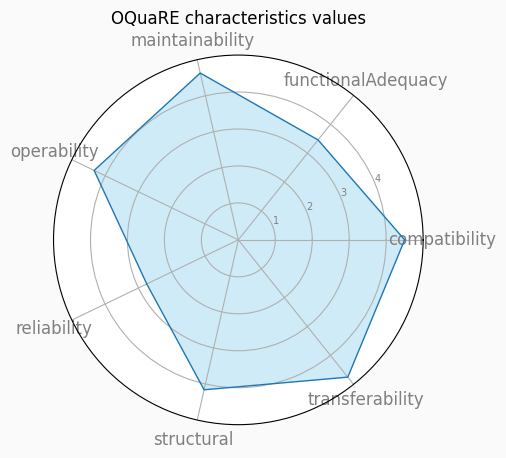 OQuaRE characteristics values
maintainability
functionalAdequacy
operability
4
3
2
1
compatibility
reliability
transferability
structural